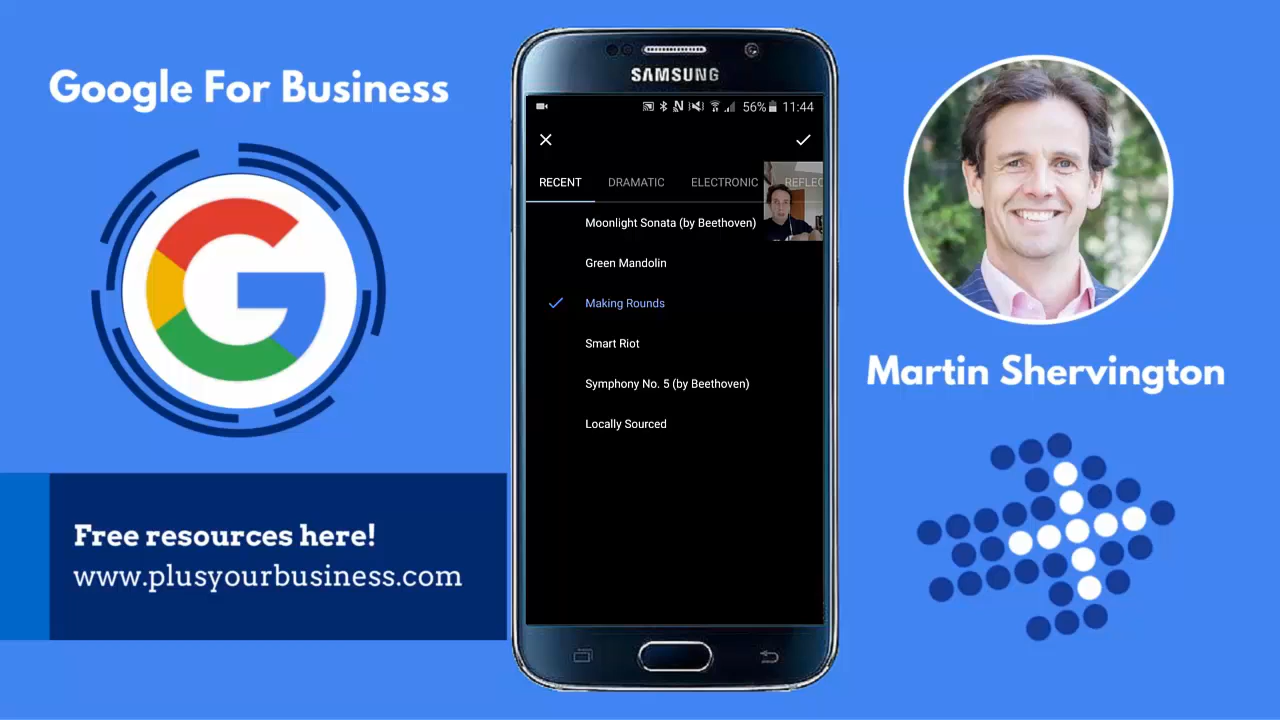 Google For Business
SAMSUNG
56% 11:44
RECENT DRAMATIC ELECTRONIC REFLEC
Moonlight Sonata (by Beethoven)
Green Mandolin
Making Rounds
Smart Riot
Symphony No. 5 (by Beethoven)
Locally Sourced
Martin Shervington
Free resources here!
www.plusyourbusiness.com